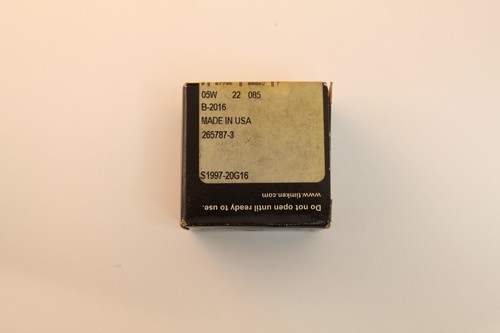 05W 22 085
B-2016
MADE IN USA
265787-3
S1997-20G16
www.timken.com
Do not open until ready to use.